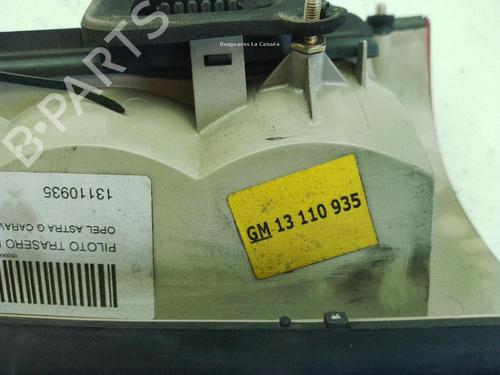 Desguaces La Cabaña
B-PARTS
GM 13 110 935
13110935
OPEL ASTRA G CARAV
PILOTO TRASERO